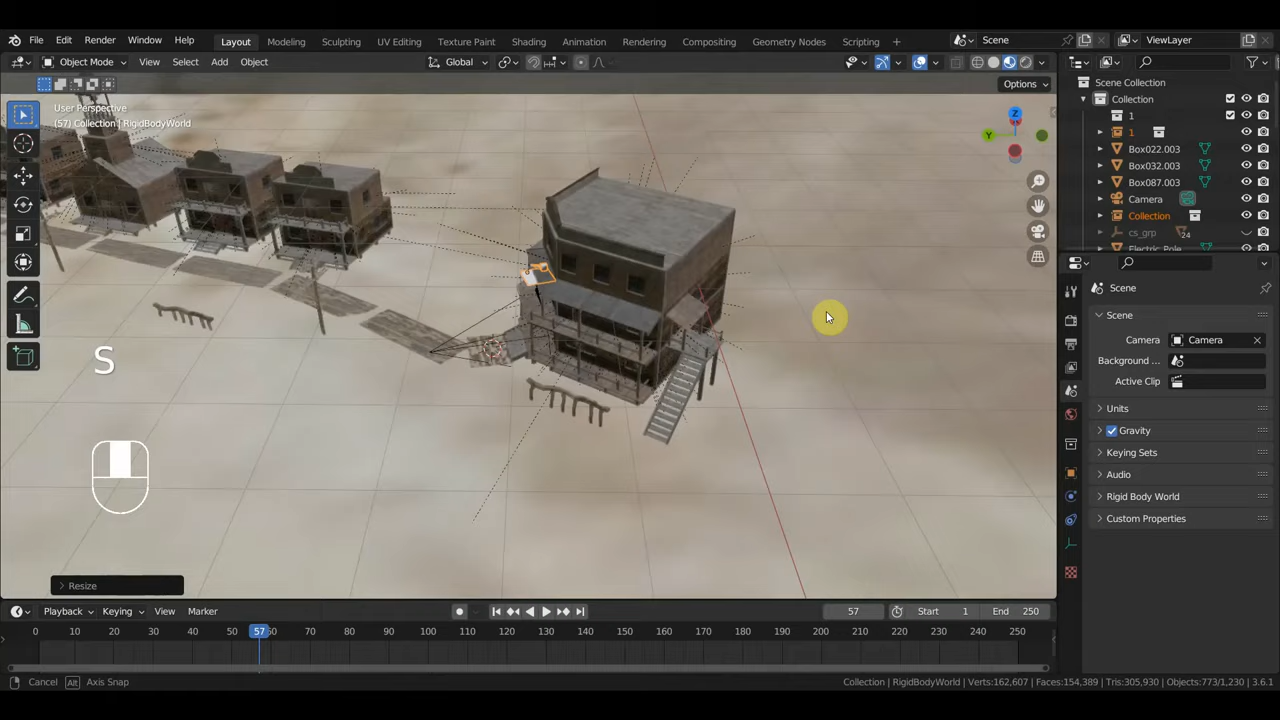 File Edit Render Window Help Layout Modeling Sculpting UV Editing Texture Paint Shading Animation Rendering Compositing Geometry Nodes Scripting + Scene ViewLayer
Object Mode View Select Add Object Global
Options
User Perspective
(57) Collection | RigidBodyWorld
Z
Y
S
Resize
Scene Collection
Collection
1
1
Box022.003
Box032.003
Box087.003
Camera
Collection
cs_grp 24
Electric_Pole
Scene
Scene
Camera Camera
Background ...
Active Clip
Units
Gravity
Keying Sets
Audio
Rigid Body World
Custom Properties
Playback Keying View Marker 57 Start 1 End 250
0 10 20 30 40 50 57 60 70 80 90 100 110 120 130 140 150 160 170 180 190 200 210 220 230 240 250
Cancel Alt Axis Snap Collection | RigidBodyWorld | Verts:162,607 | Faces:154,389 | Tris:305,930 | Objects:773/1,230 | 3.6.1